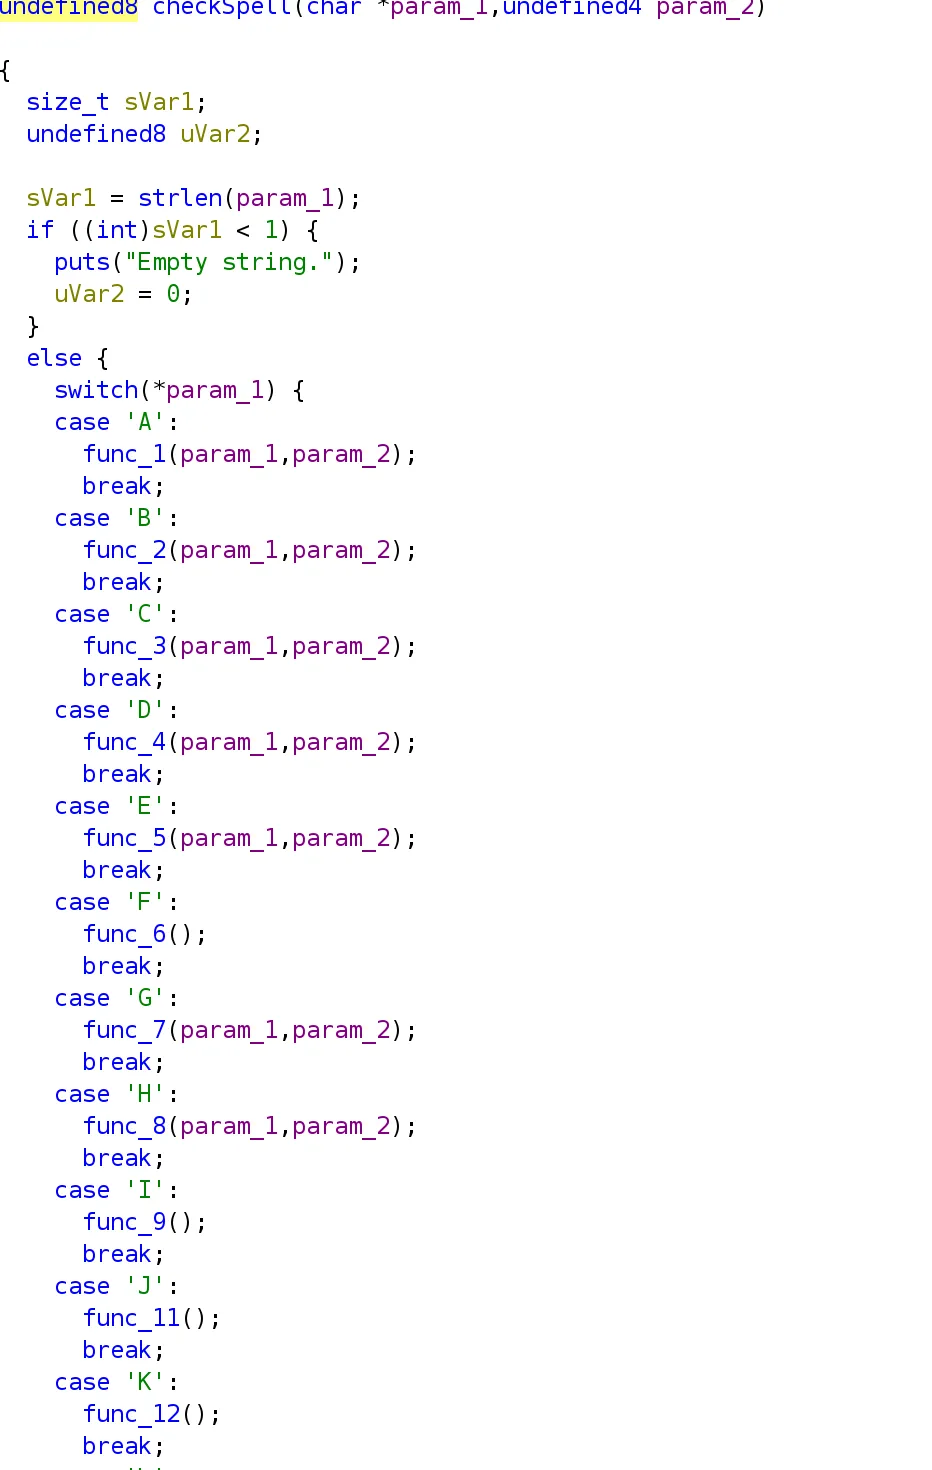 undefined8 checkSpell(char *param_1,undefined4 param_2)
{
  size_t sVar1;
  undefined8 uVar2;
  sVar1 = strlen(param_1);
  if ((int)sVar1 < 1) {
    puts("Empty string.");
    uVar2 = 0;
  }
  else {
    switch(*param_1) {
    case 'A':
      func_1(param_1,param_2);
      break;
    case 'B':
      func_2(param_1,param_2);
      break;
    case 'C':
      func_3(param_1,param_2);
      break;
    case 'D':
      func_4(param_1,param_2);
      break;
    case 'E':
      func_5(param_1,param_2);
      break;
    case 'F':
      func_6();
      break;
    case 'G':
      func_7(param_1,param_2);
      break;
    case 'H':
      func_8(param_1,param_2);
      break;
    case 'I':
      func_9();
      break;
    case 'J':
      func_11();
      break;
    case 'K':
      func_12();
      break;